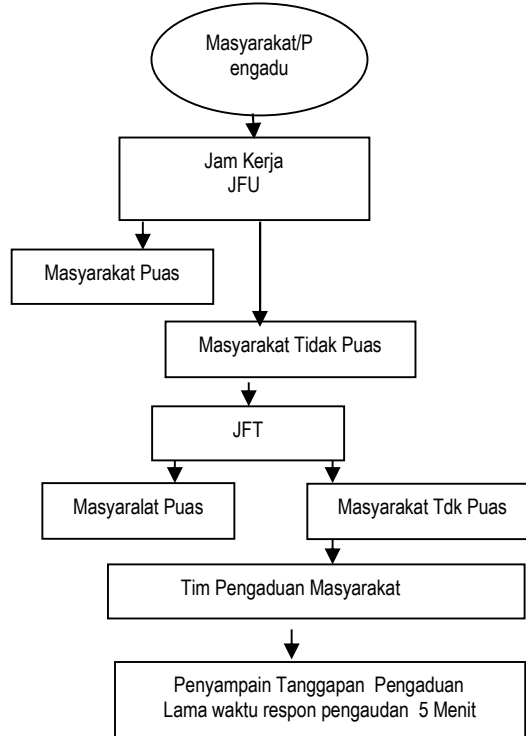 Masyarakat/P
engadu
Jam Kerja
JFU
Masyarakat Puas
Masyarakat Tidak Puas
JFT
Masyaralat Puas
Masyarakat Tdk Puas
Tim Pengaduan Masyarakat
Penyampain Tanggapan Pengaduan
Lama waktu respon pengaudan 5 Menit